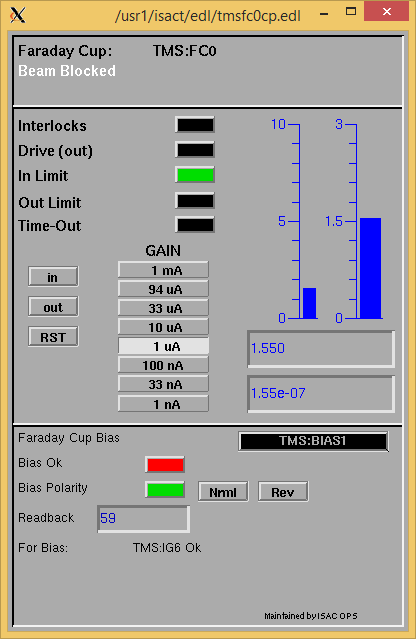 /usr1/isact/edl/tmsfc0cp.edl
Faraday Cup: TMS:FC0
Beam Blocked
Interlocks
Drive (out)
In Limit
Out Limit
Time-Out
10
5
0
3
1.5
0
GAIN
1 mA
94 uA
33 uA
10 uA
1 uA
100 nA
33 nA
1 nA
in
out
RST
1.550
1.55e-07
Faraday Cup Bias TMS:BIAS1
Bias Ok
Bias Polarity Nrml Rev
Readback 59
For Bias: TMS:IG6 Ok
Maintained by ISAC OPS